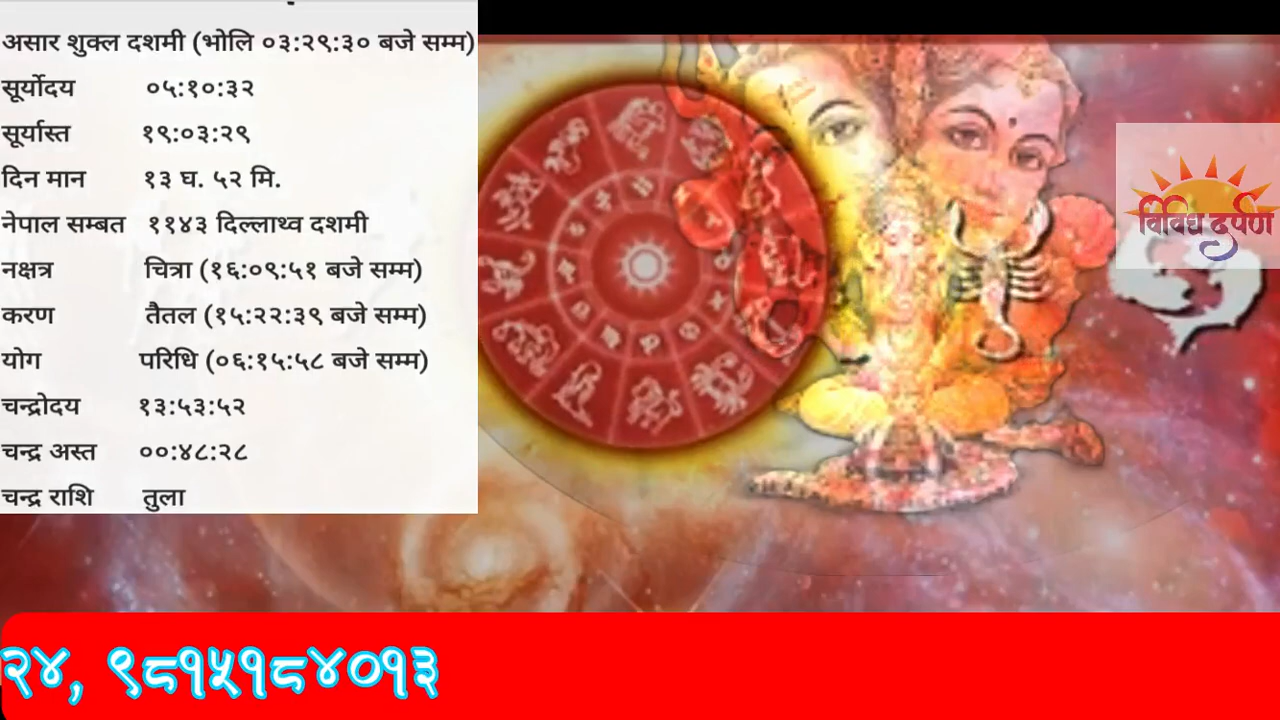 असार शुक्ल दशमी (भोलि ०३:२९:३० बजे सम्म)
सूर्योदय ०५:१०:३२
सूर्यास्त १९:०३:२९
दिन मान १३ घ. ५२ मि.
नेपाल सम्बत ११४३ दिल्लाथ्व दशमी
नक्षत्र चित्रा (१६:०९:५१ बजे सम्म)
करण तैतल (१५:२२:३९ बजे सम्म)
योग परिधि (०६:१५:५८ बजे सम्म)
चन्द्रोदय १३:५३:५२
चन्द्र अस्त ००:४८:२८
चन्द्र राशि तुला
विविध दर्पण
२४, ९८१५१८४०१३